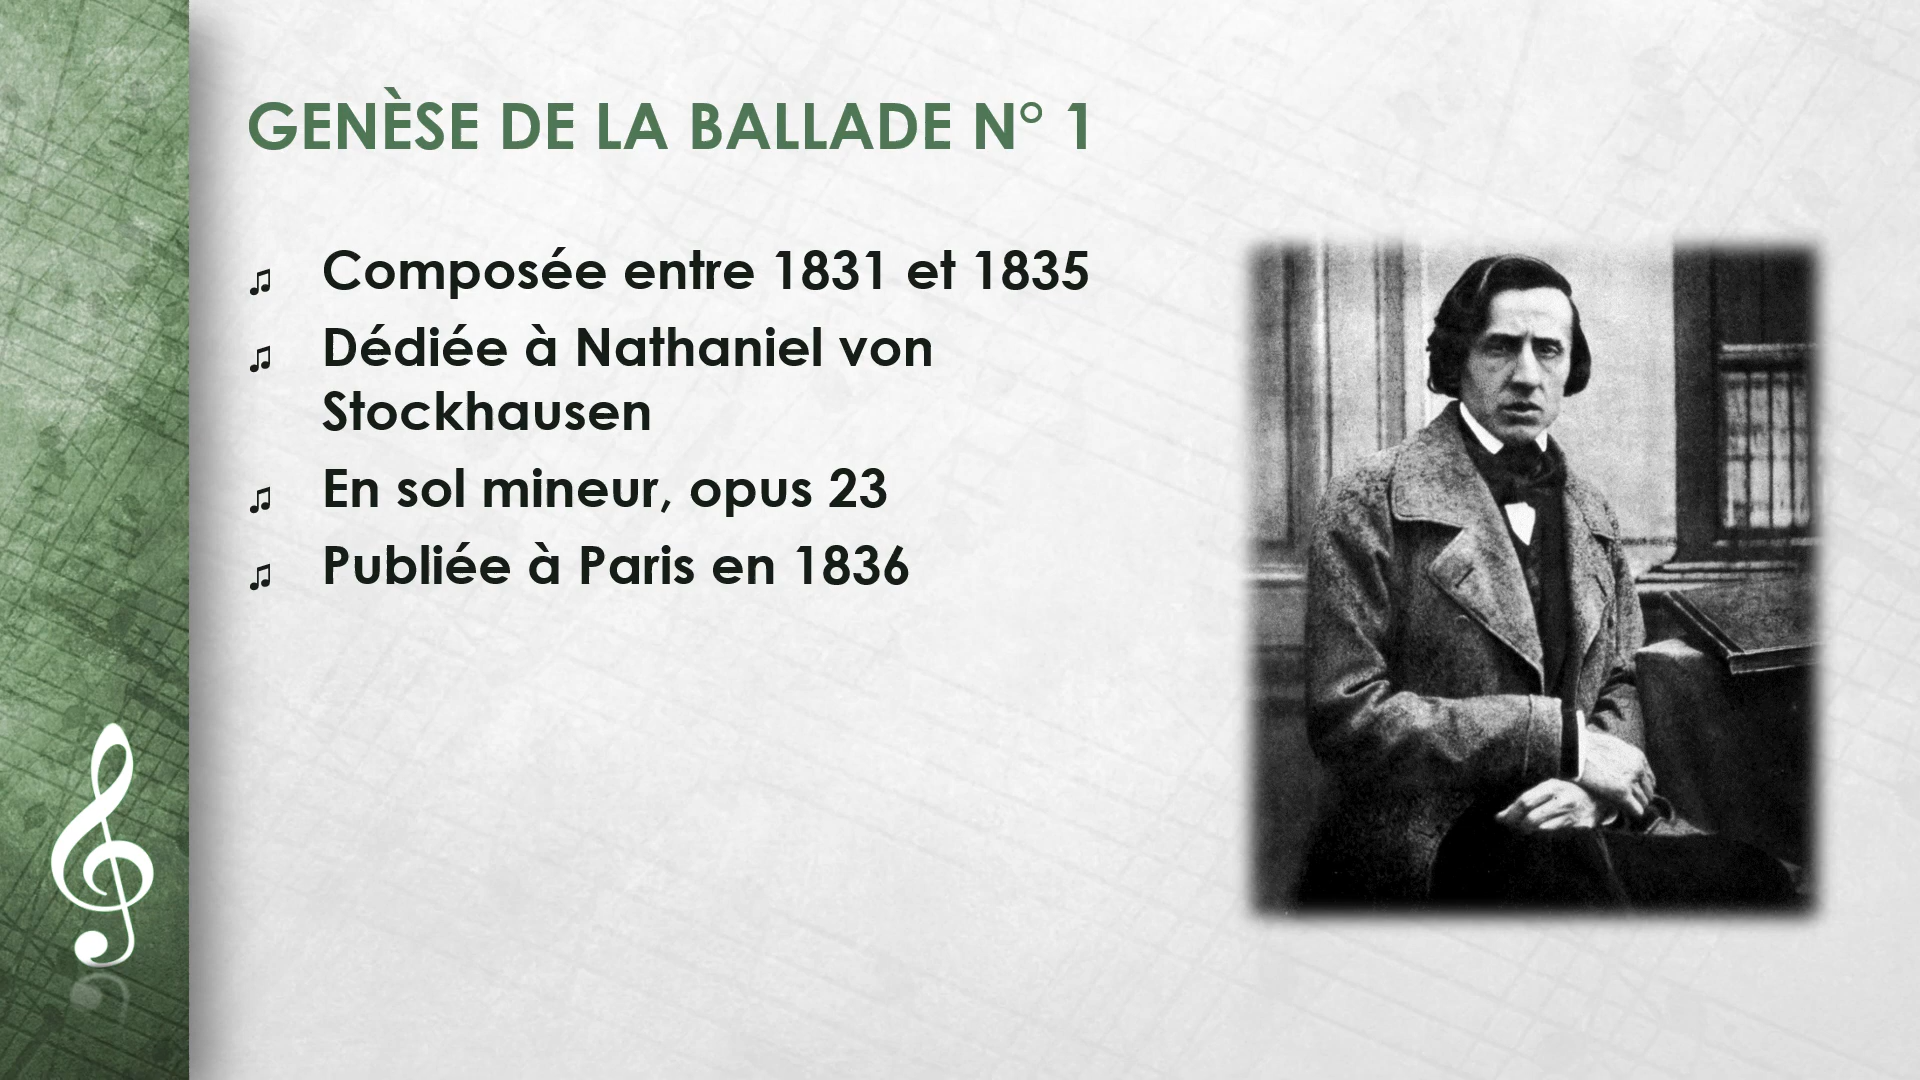 GENÈSE DE LA BALLADE N° 1
♫ Composée entre 1831 et 1835
♫ Dédiée à Nathaniel von
Stockhausen
♫ En sol mineur, opus 23
♫ Publiée à Paris en 1836